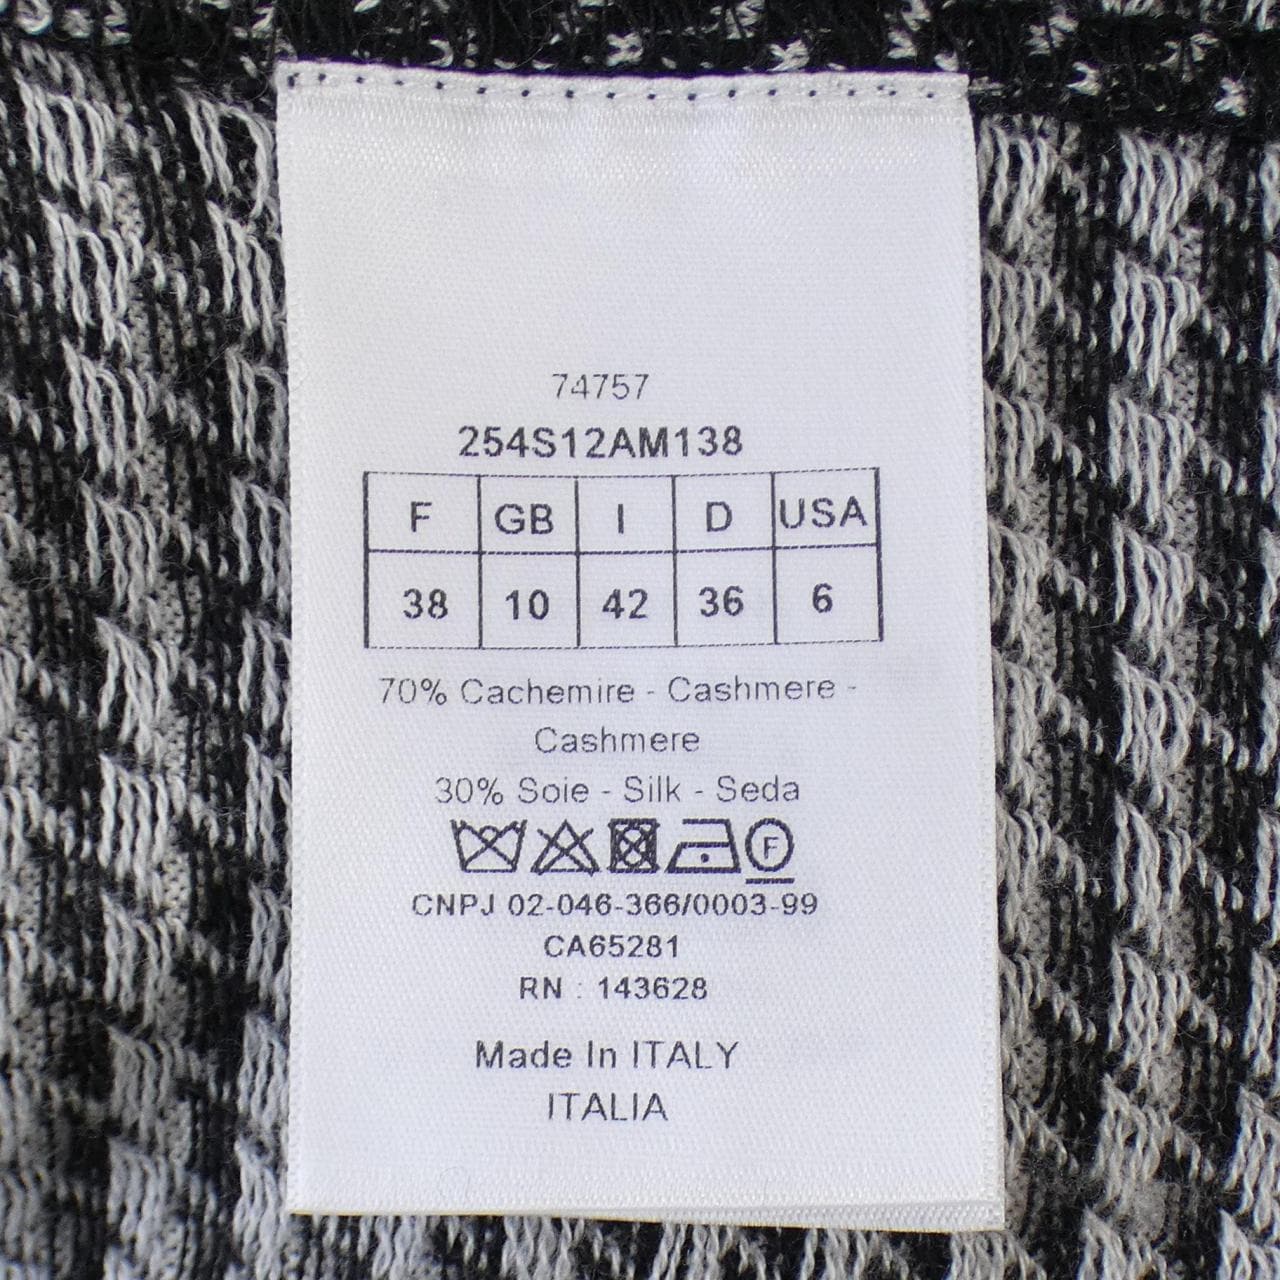 74757
254S12AM138
F GB I D USA
38 10 42 36 6
70% Cachemire - Cashmere -
Cashmere
30% Soie - Silk - Seda
F
CNPJ 02-046-366/0003-99
CA65281
RN : 143628
Made In ITALY
ITALIA